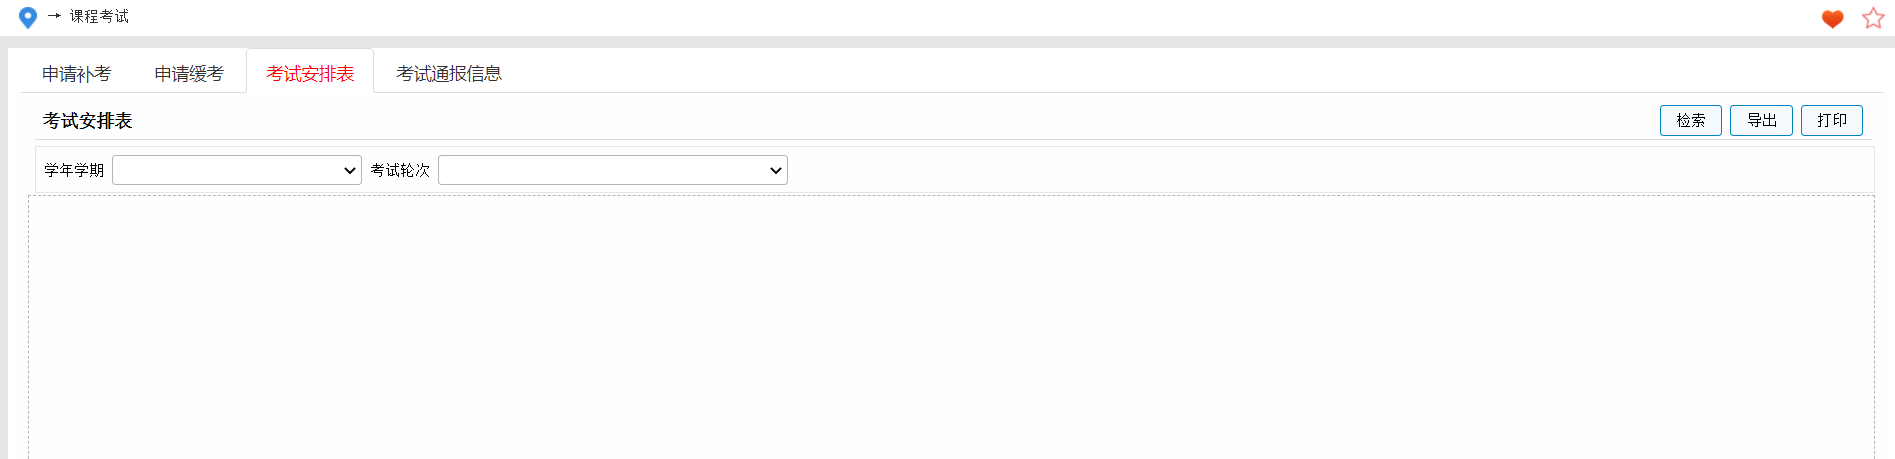 → 课程考试
申请补考 申请缓考 考试安排表 考试通报信息
考试安排表 检索 导出 打印
学年学期 考试轮次